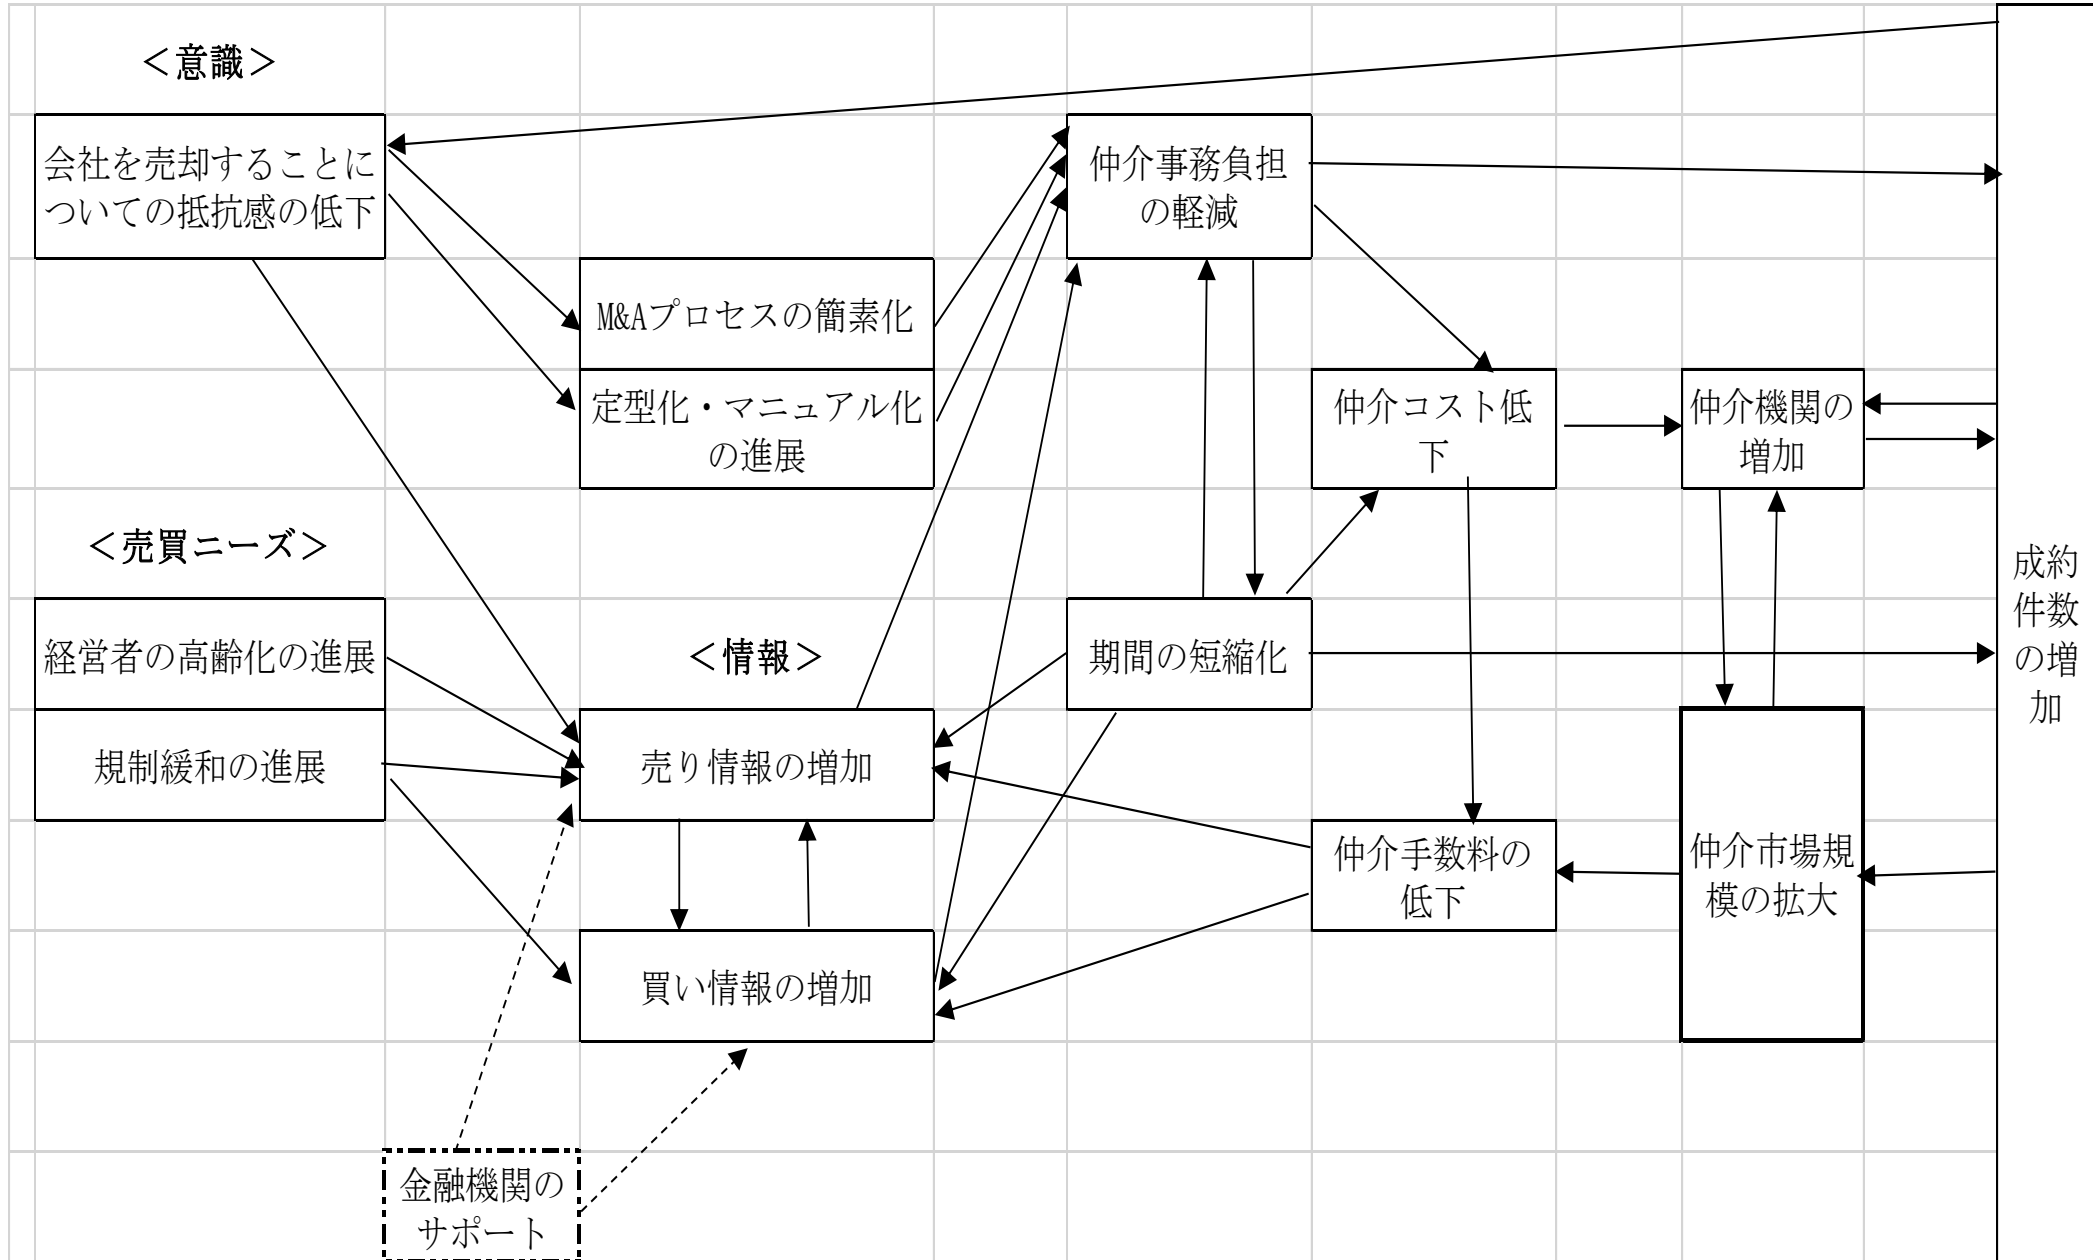 ＜意識＞
会社を売却することに
ついての抵抗感の低下
仲介事務負担
の軽減
M&Aプロセスの簡素化
定型化・マニュアル化
の進展
仲介コスト低
下
仲介機関の
増加
＜売買ニーズ＞
経営者の高齢化の進展
規制緩和の進展
＜情報＞
売り情報の増加
買い情報の増加
期間の短縮化
仲介手数料の
低下
仲介市場規
模の拡大
成約
件数
の増
加
金融機関の
サポート